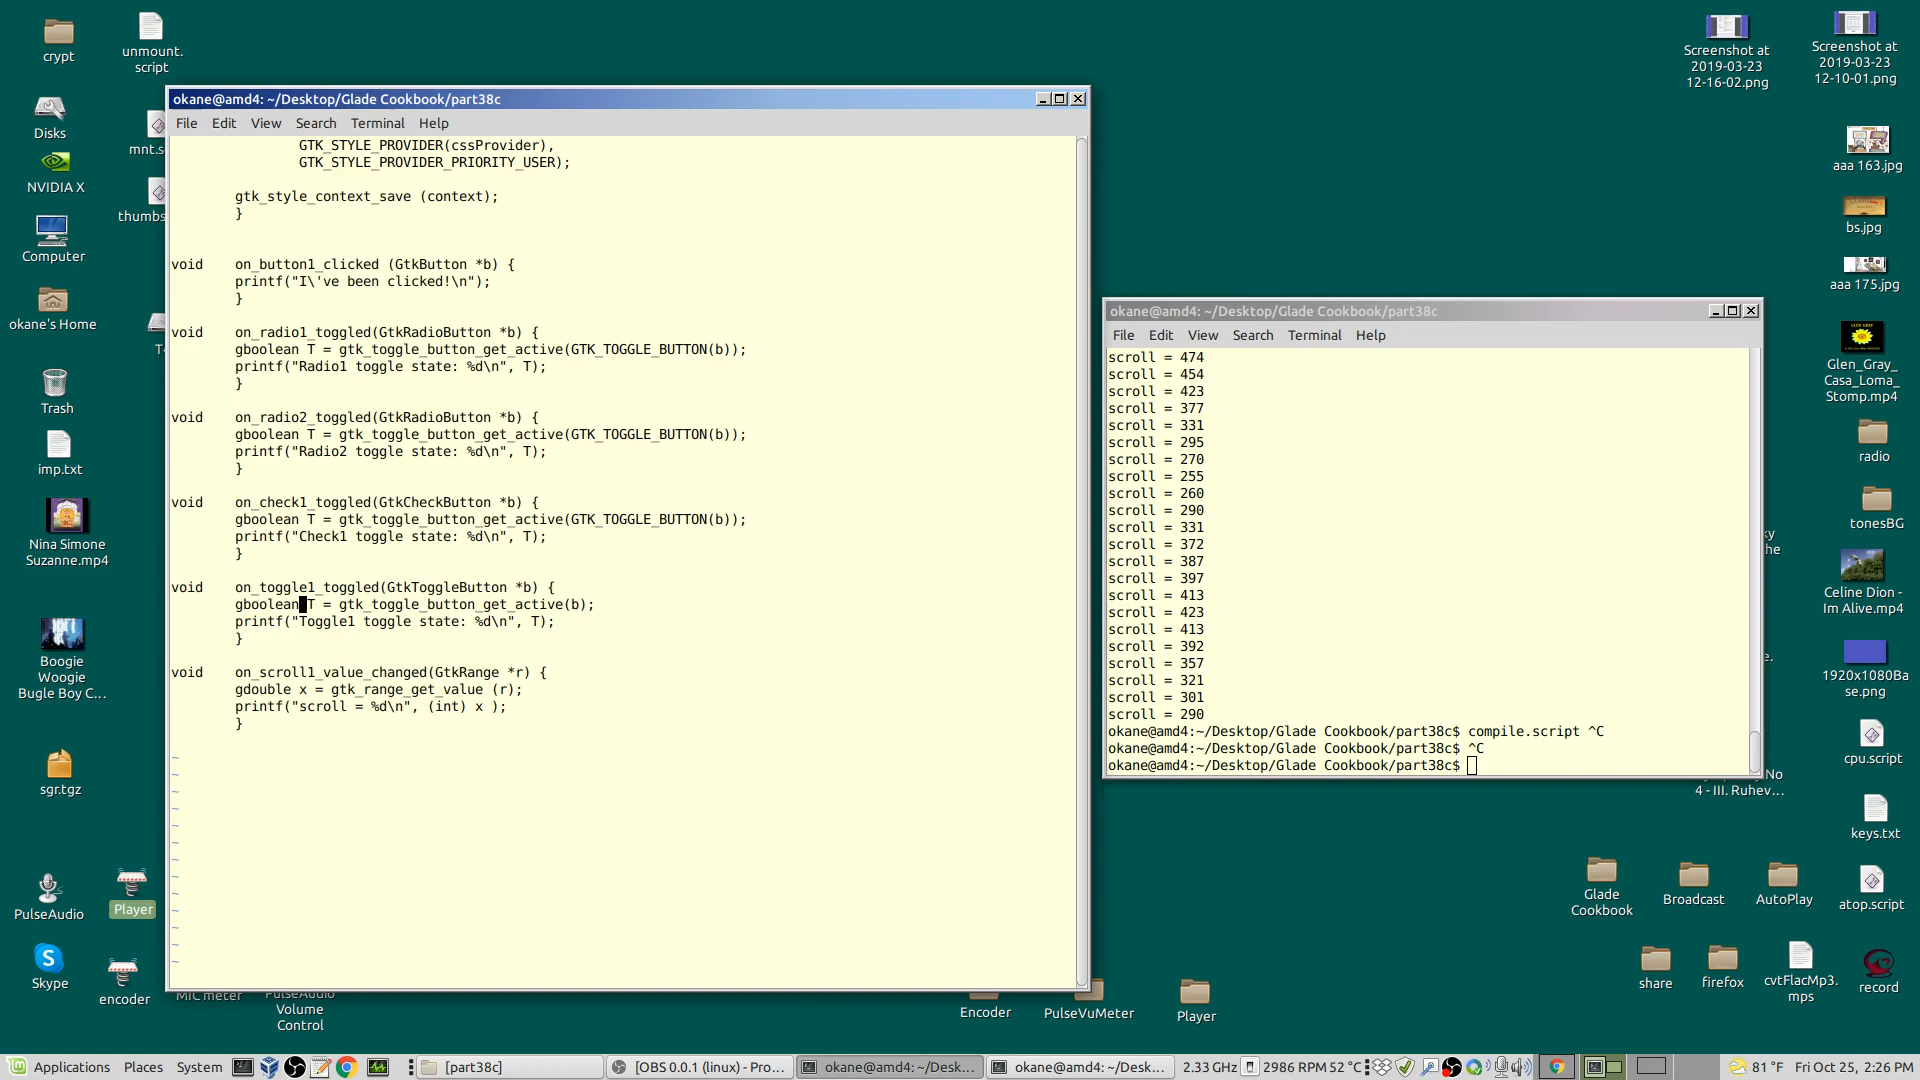 crypt
unmount.
script
Disks
mnt.s
NVIDIA X
thumbs
Computer
okane's Home
Trash
imp.txt
Nina Simone
Suzanne.mp4
Boogie
Woogie
Bugle Boy C...
sgr.tgz
PulseAudio
Player
Skype
encoder
MIC meter
PulseAudio
Volume
Control
okane@amd4: ~/Desktop/Glade Cookbook/part38c
File Edit View Search Terminal Help
GTK_STYLE_PROVIDER(cssProvider),
GTK_STYLE_PROVIDER_PRIORITY_USER);
gtk_style_context_save (context);
}
void on_button1_clicked (GtkButton *b) {
printf("I\'ve been clicked!\n");
}
void on_radio1_toggled(GtkRadioButton *b) {
gboolean T = gtk_toggle_button_get_active(GTK_TOGGLE_BUTTON(b));
printf("Radio1 toggle state: %d\n", T);
}
void on_radio2_toggled(GtkRadioButton *b) {
gboolean T = gtk_toggle_button_get_active(GTK_TOGGLE_BUTTON(b));
printf("Radio2 toggle state: %d\n", T);
}
void on_check1_toggled(GtkCheckButton *b) {
gboolean T = gtk_toggle_button_get_active(GTK_TOGGLE_BUTTON(b));
printf("Check1 toggle state: %d\n", T);
}
void on_toggle1_toggled(GtkToggleButton *b) {
gboolean T = gtk_toggle_button_get_active(b);
printf("Toggle1 toggle state: %d\n", T);
}
void on_scroll1_value_changed(GtkRange *r) {
gdouble x = gtk_range_get_value (r);
printf("scroll = %d\n", (int) x );
}
~
~
~
~
~
~
~
~
~
~
~
~
~
okane@amd4: ~/Desktop/Glade Cookbook/part38c
File Edit View Search Terminal Help
scroll = 474
scroll = 454
scroll = 423
scroll = 377
scroll = 331
scroll = 295
scroll = 270
scroll = 255
scroll = 260
scroll = 290
scroll = 331
scroll = 372
scroll = 387
scroll = 397
scroll = 413
scroll = 423
scroll = 413
scroll = 392
scroll = 357
scroll = 321
scroll = 301
scroll = 290
okane@amd4:~/Desktop/Glade Cookbook/part38c$ compile.script ^C
okane@amd4:~/Desktop/Glade Cookbook/part38c$ ^C
okane@amd4:~/Desktop/Glade Cookbook/part38c$
Screenshot at
2019-03-23
12-16-02.png
Screenshot at
2019-03-23
12-10-01.png
aaa 163.jpg
bs.jpg
aaa 175.jpg
Glen_Gray_
Casa_Loma_
Stomp.mp4
radio
tonesBG
Celine Dion -
Im Alive.mp4
1920x1080Ba
se.png
4 - III. Ruhev...
cpu.script
keys.txt
Glade
Cookbook
Broadcast
AutoPlay
atop.script
share
firefox
cvtFlacMp3.
mps
record
Encoder
PulseVuMeter
Player
Applications Places System [part38c] [OBS 0.0.1 (linux) - Pro... okane@amd4: ~/Desk... okane@amd4: ~/Desk... 2.33 GHz 2986 RPM 52 °C 81 °F Fri Oct 25, 2:26 PM